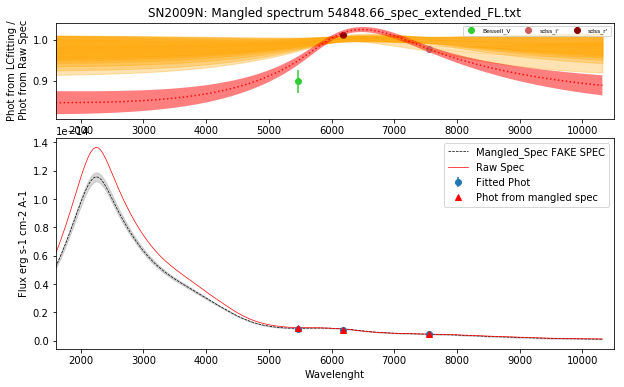 SN2009N: Mangled spectrum 54848.66_spec_extended_FL.txt
Phot from LCfitting /
Phot from Raw Spec
1.0
0.9
Bessell_V
sdss_i'
sdss_r'
2000 3000 4000 5000 6000 7000 8000 9000 10000
1e−14
Flux erg s-1 cm-2 A-1
1.4
1.2
1.0
0.8
0.6
0.4
0.2
0.0
Mangled_Spec FAKE SPEC
Raw Spec
Fitted Phot
Phot from mangled spec
2000 3000 4000 5000 6000 7000 8000 9000 10000
Wavelenght